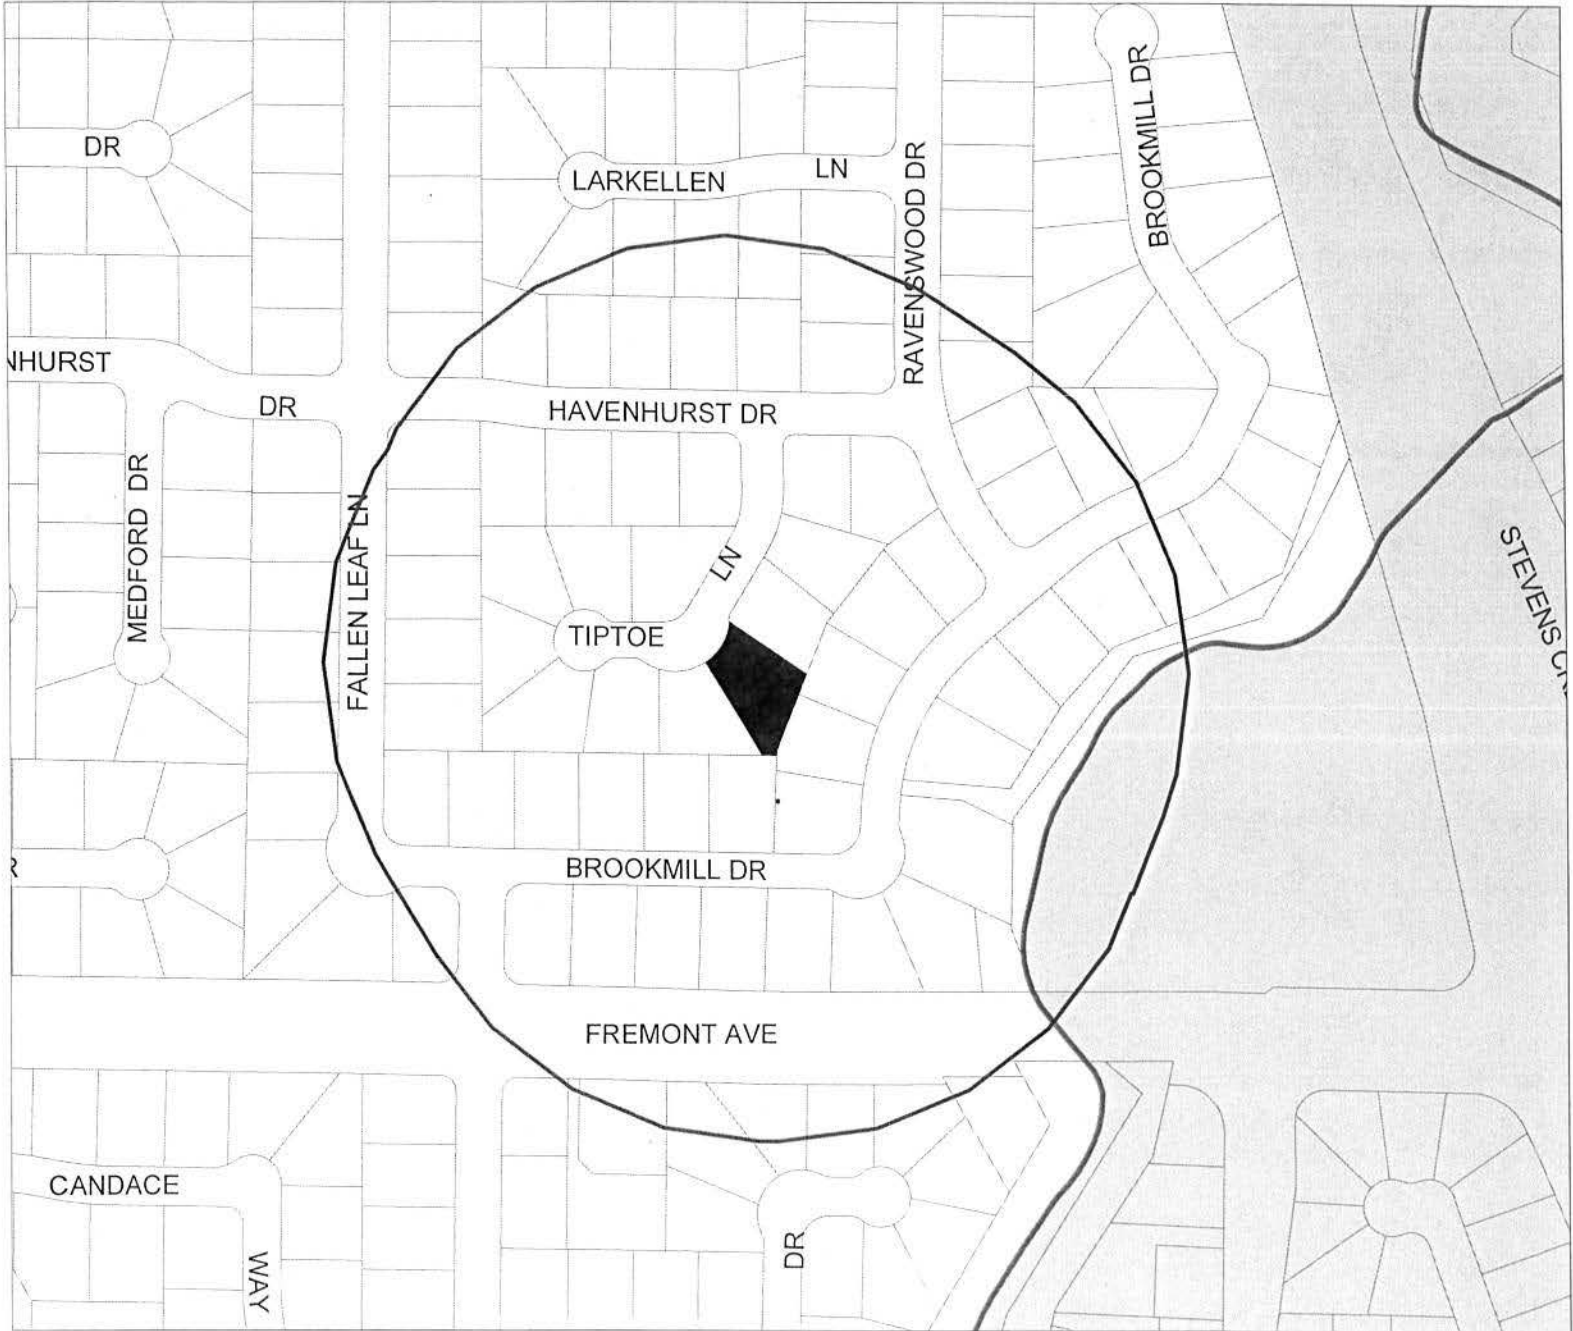 BROOKMILL DR
DR
LARKELLEN
LN
RAVENSWOOD DR
NHURST
DR
HAVENHURST DR
MEDFORD DR
FALLEN LEAF LN
LN
TIPTOE
STEVENS CR
R
BROOKMILL DR
FREMONT AVE
CANDACE
WAY
DR